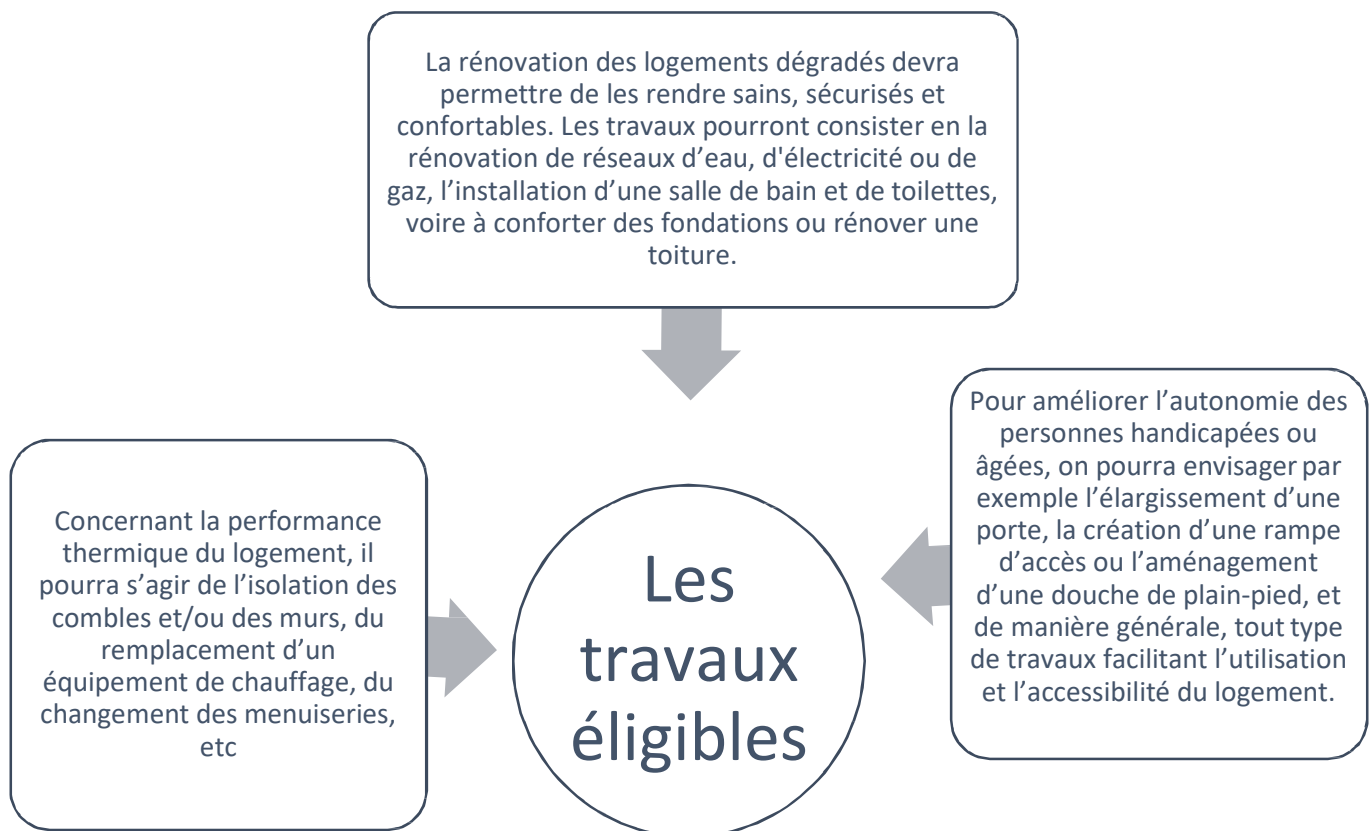 La rénovation des logements dégradés devra
permettre de les rendre sains, sécurisés et
confortables. Les travaux pourront consister en la
rénovation de réseaux d’eau, d'électricité ou de
gaz, l’installation d’une salle de bain et de toilettes,
voire à conforter des fondations ou rénover une
toiture.
Concernant la performance
thermique du logement, il
pourra s’agir de l’isolation des
combles et/ou des murs, du
remplacement d’un
équipement de chauffage, du
changement des menuiseries,
etc
Les
travaux
éligibles
Pour améliorer l’autonomie des
personnes handicapées ou
âgées, on pourra envisager par
exemple l’élargissement d’une
porte, la création d’une rampe
d’accès ou l’aménagement
d’une douche de plain-pied, et
de manière générale, tout type
de travaux facilitant l’utilisation
et l’accessibilité du logement.